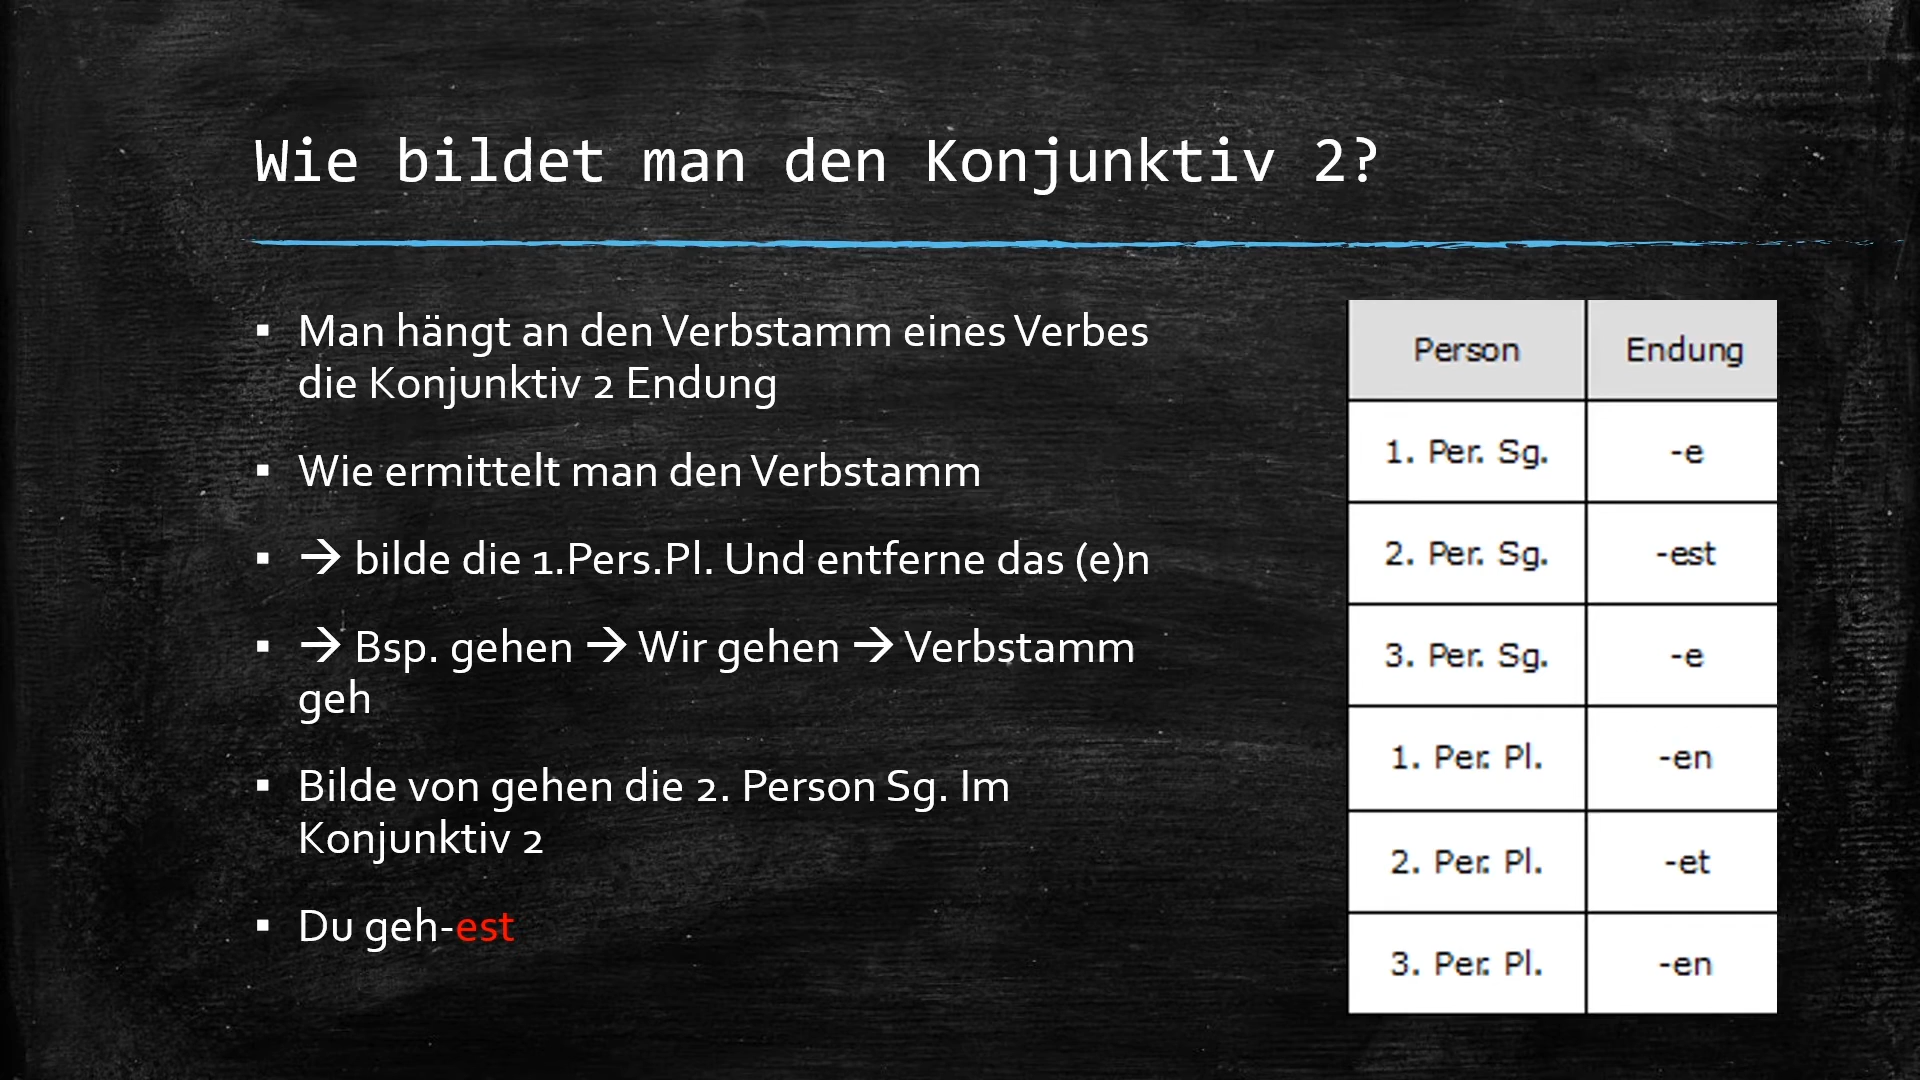 Wie bildet man den Konjunktiv 2?
▪ Man hängt an den Verbstamm eines Verbes
die Konjunktiv 2 Endung
▪ Wie ermittelt man den Verbstamm
▪ → bilde die 1.Pers.Pl. Und entferne das (e)n
▪ → Bsp. gehen → Wir gehen → Verbstamm
geh
▪ Bilde von gehen die 2. Person Sg. Im
Konjunktiv 2
▪ Du geh-est
Person Endung
1. Per. Sg. -e
2. Per. Sg. -est
3. Per. Sg. -e
1. Per. Pl. -en
2. Per. Pl. -et
3. Per. Pl. -en